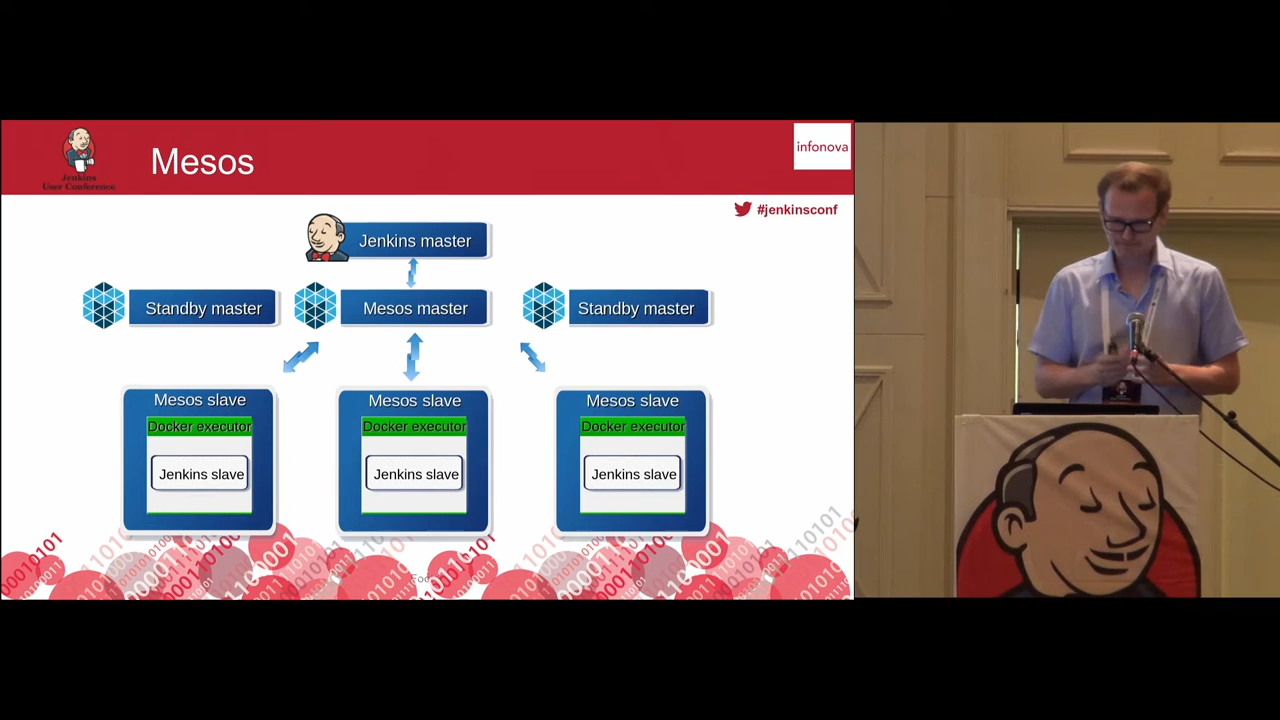 Jenkins
User Conference
Mesos
infonova
#jenkinsconf
Jenkins master
Standby master
Mesos master
Standby master
Mesos slave
Mesos slave
Mesos slave
Docker executor
Docker executor
Docker executor
Jenkins slave
Jenkins slave
Jenkins slave